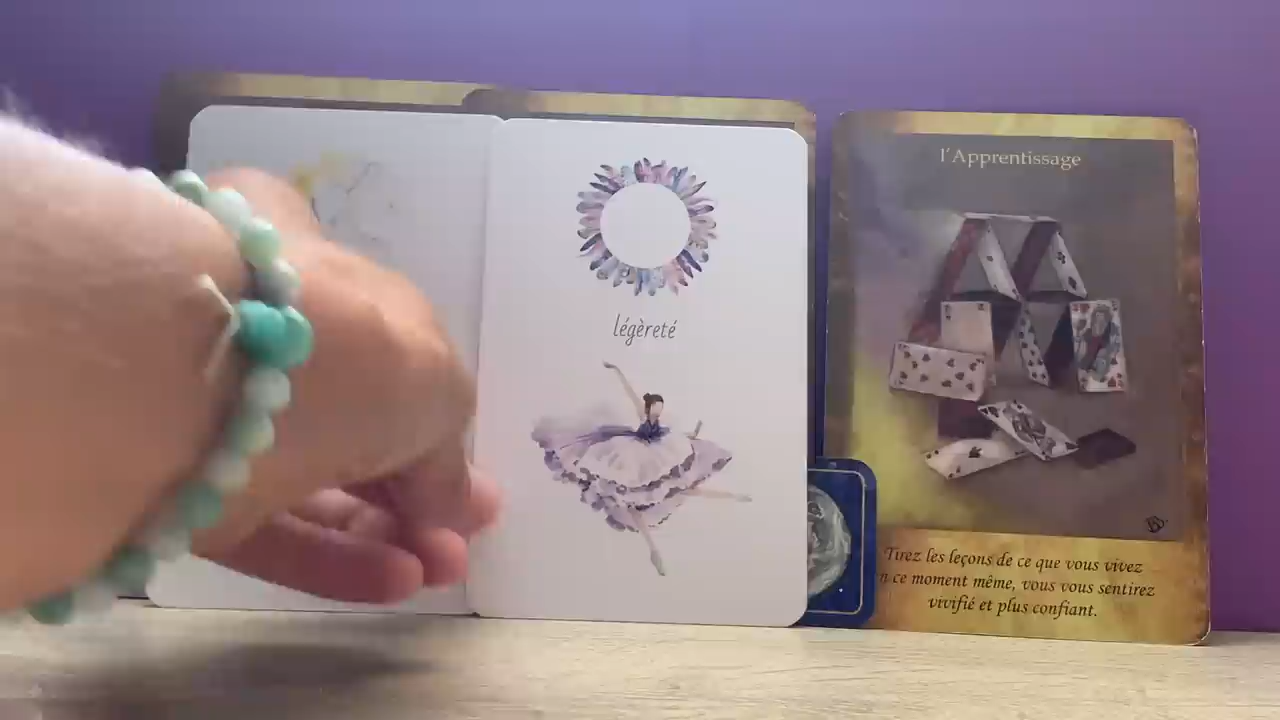 légèreté
l'Apprentissage
Tirez les leçons de ce que vous vivez
n ce moment même, vous vous sentirez
vivifié et plus confiant.